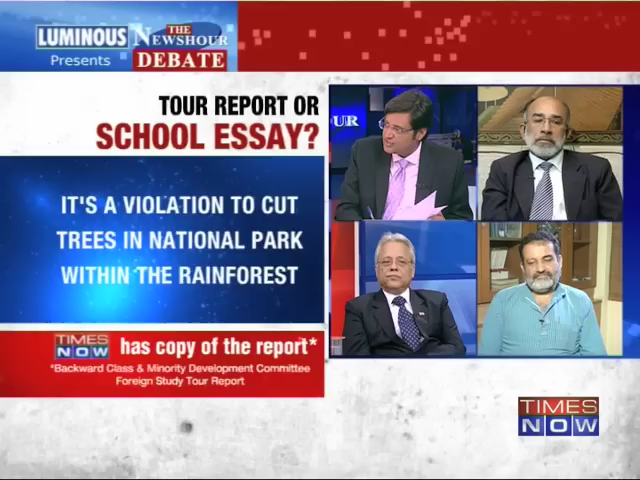 LUMINOUS
Presents
THE
NEWSHOUR
DEBATE
TOUR REPORT OR
SCHOOL ESSAY?
UR
IT'S A VIOLATION TO CUT
TREES IN NATIONAL PARK
WITHIN THE RAINFOREST
TIMES
NOW has copy of the report*
*Backward Class & Minority Development Committee
Foreign Study Tour Report
TIMES
NOW